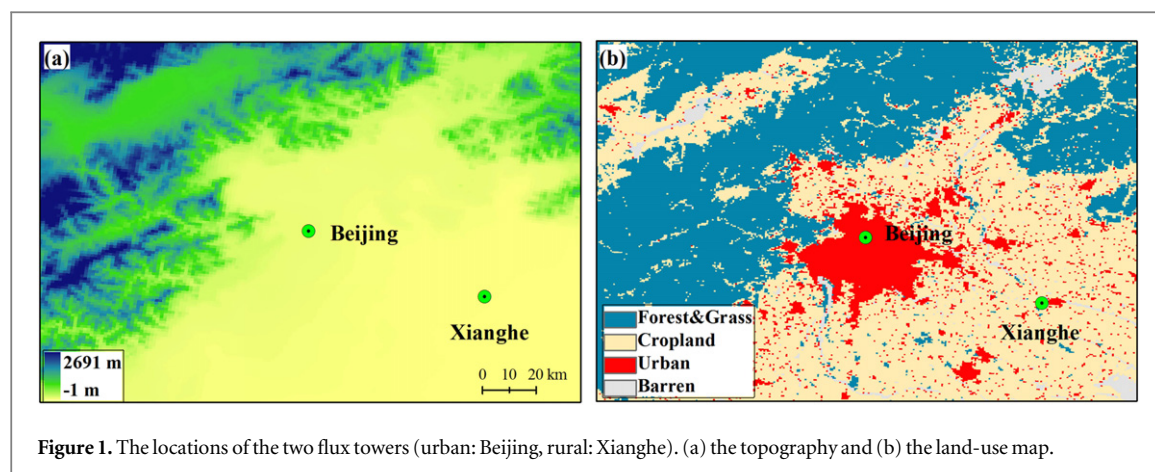 (a)
Beijing
Xianghe
2691 m
-1 m
0 10 20 km
(b)
Beijing
Xianghe
Forest&Grass
Cropland
Urban
Barren
Figure 1. The locations of the two flux towers (urban: Beijing, rural: Xianghe). (a) the topography and (b) the land-use map.